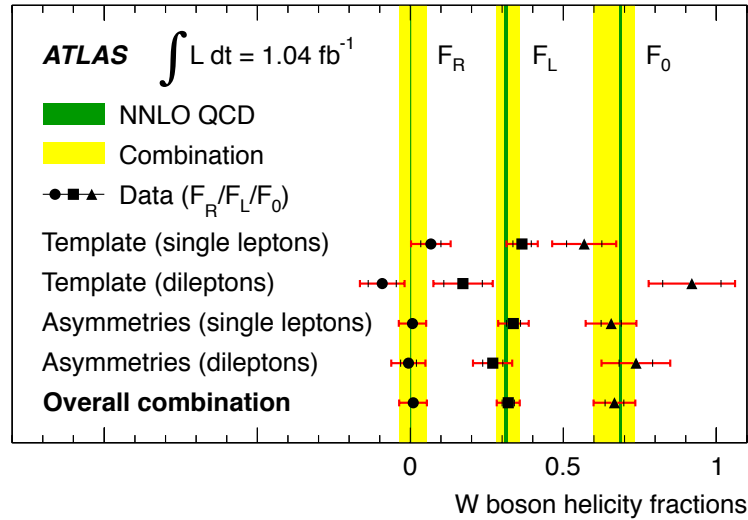 ATLAS ∫ L dt = 1.04 fb⁻¹ F_R F_L F_0
NNLO QCD
Combination
Data (F_R/F_L/F_0)
Template (single leptons)
Template (dileptons)
Asymmetries (single leptons)
Asymmetries (dileptons)
Overall combination
0 0.5 1
W boson helicity fractions